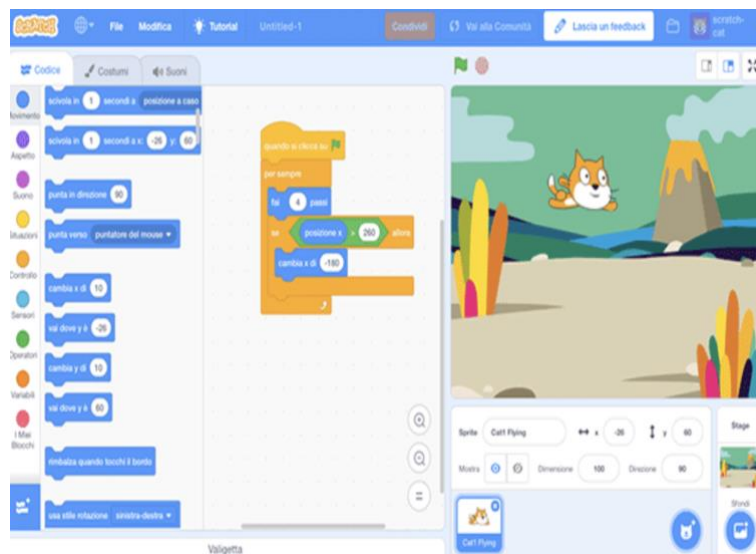 SCRATCH File Modifica Tutorial Untitled-1 Condividi Vai alla Comunità Lascia un feedback scratch-cat
Codice Costumi Suoni
Movimento
Aspetto
Suono
Situazioni
Controllo
Sensori
Operatori
Variabili
I Miei Blocchi
scivola in 1 secondi a posizione a caso
scivola in 1 secondi a x: -26 y: 60
punta in direzione 90
punta verso puntatore del mouse
cambia x di 10
vai dove y è -26
cambia y di 10
vai dove y è 60
rimbalza quando tocchi il bordo
usa stile rotazione sinistra-destra
quando si clicca su
per sempre
fai 4 passi
se posizione x > 260 allora
cambia x di -180
Valigetta
Sprite Cat1 Flying x -26 y 60
Mostra Dimensione 100 Direzione 90
Cat1 Flying
Stage
Sfondi